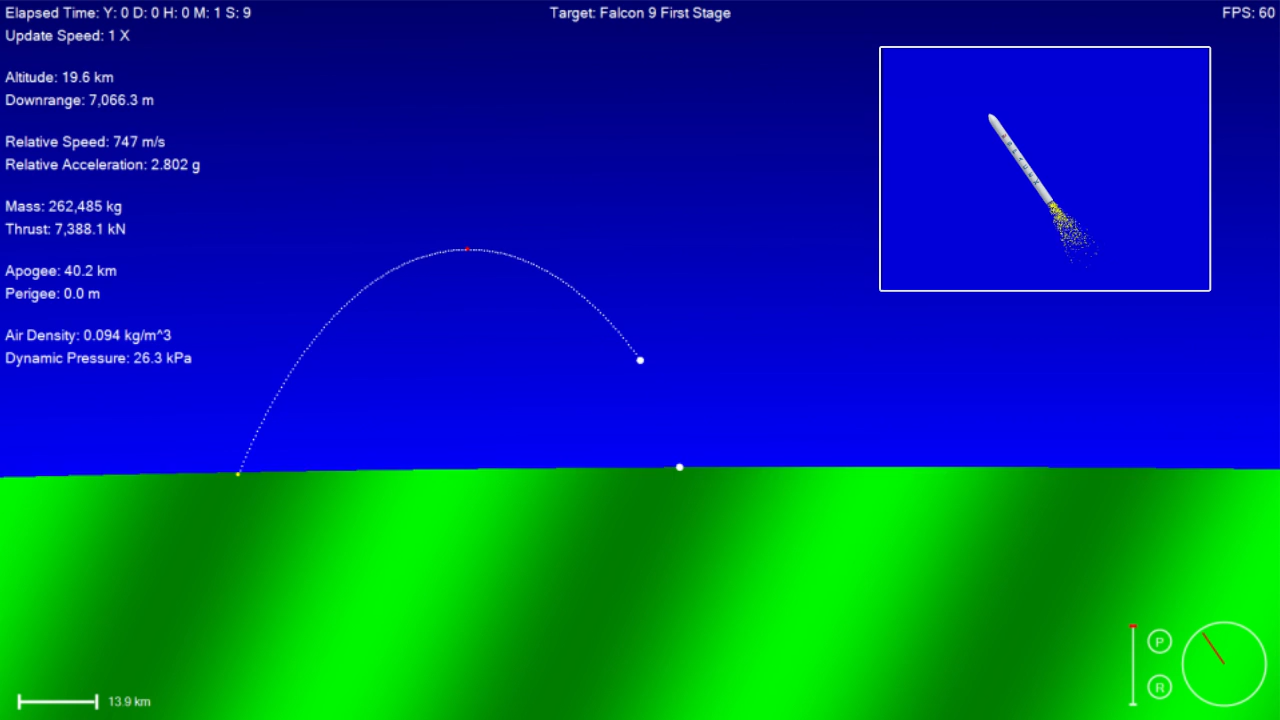 Elapsed Time: Y: 0 D: 0 H: 0 M: 1 S: 9
Target: Falcon 9 First Stage
FPS: 60
Update Speed: 1 X
Altitude: 19.6 km
Downrange: 7,066.3 m
Relative Speed: 747 m/s
Relative Acceleration: 2.802 g
Mass: 262,485 kg
Thrust: 7,388.1 kN
Apogee: 40.2 km
Perigee: 0.0 m
Air Density: 0.094 kg/m^3
Dynamic Pressure: 26.3 kPa
P
R
13.9 km